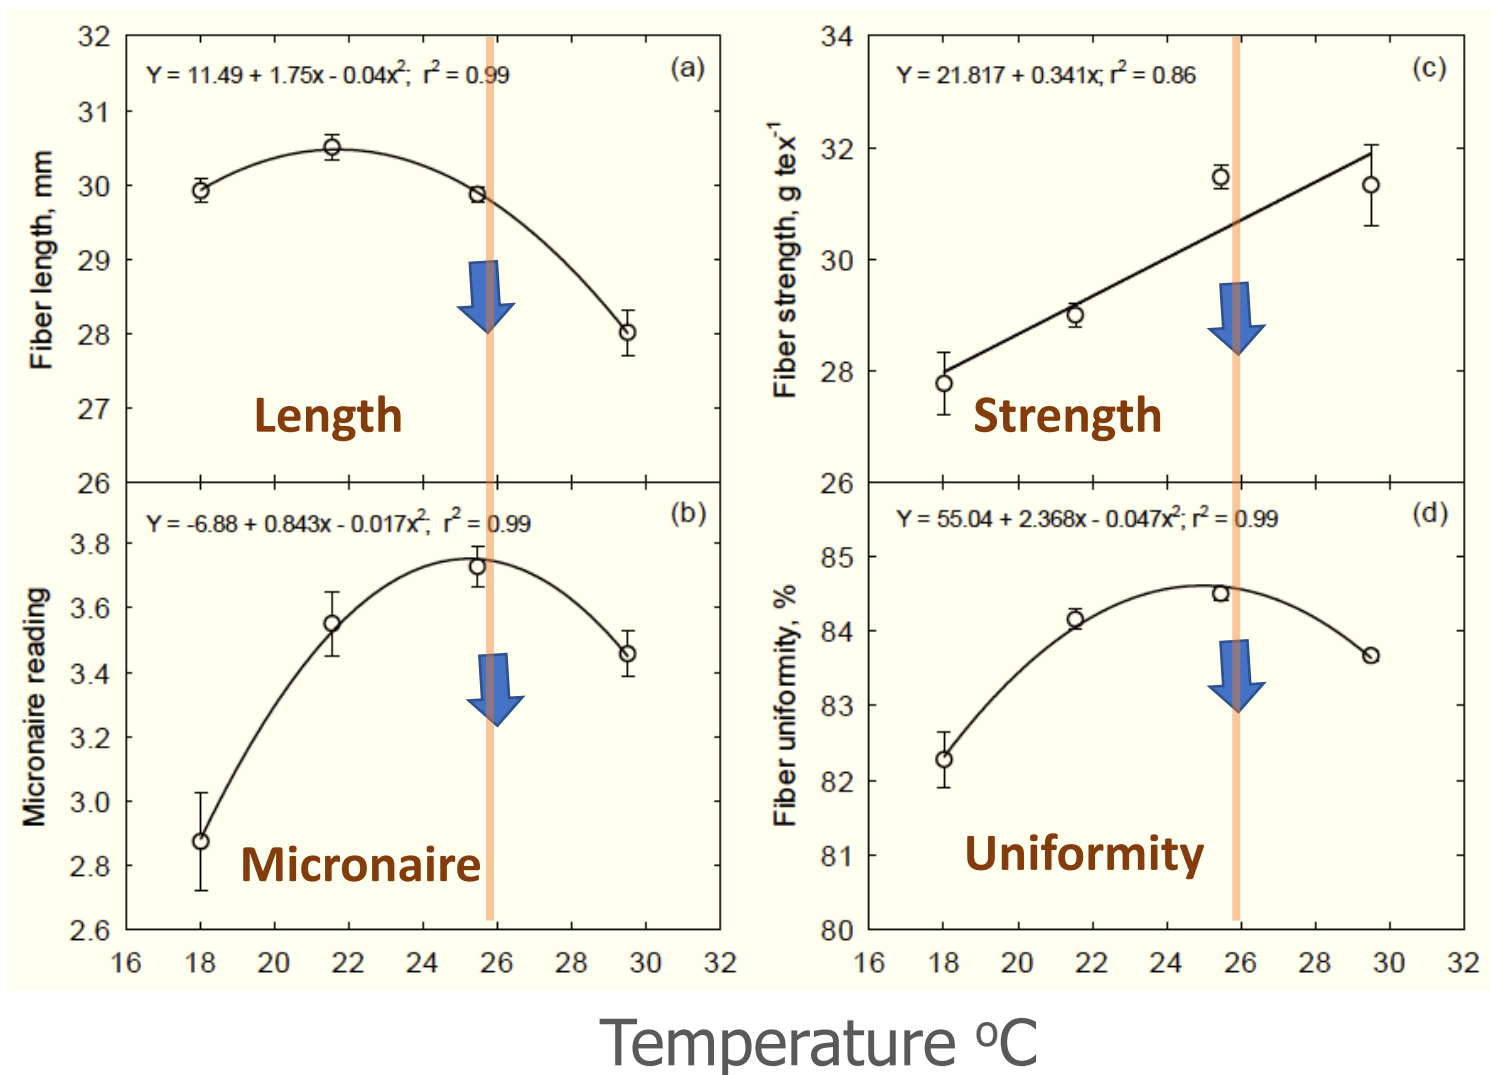 32
31
30
29
28
27
26
Fiber length, mm
Y = 11.49 + 1.75x - 0.04x²; r² = 0.99
(a)
Length
34
32
30
28
26
Fiber strength, g tex⁻¹
Y = 21.817 + 0.341x; r² = 0.86
(c)
Strength
3.8
3.6
3.4
3.2
3.0
2.8
2.6
Micronaire reading
Y = -6.88 + 0.843x - 0.017x²; r² = 0.99
(b)
Micronaire
16 18 20 22 24 26 28 30 32
85
84
83
82
81
80
Fiber uniformity, %
Y = 55.04 + 2.368x - 0.047x²; r² = 0.99
(d)
Uniformity
16 18 20 22 24 26 28 30 32
Temperature ºC